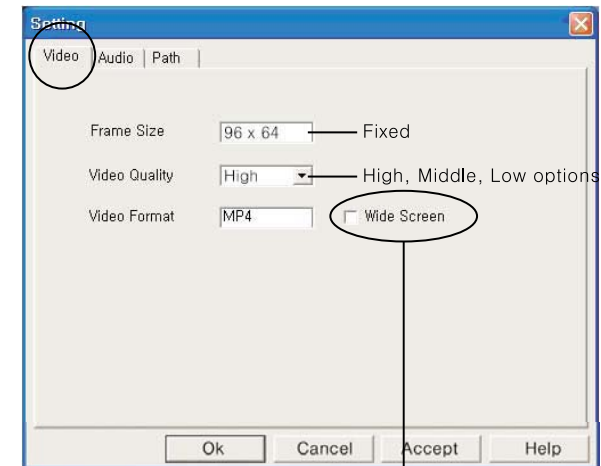 Setting
Video Audio Path
Frame Size 96 x 64 Fixed
Video Quality High High, Middle, Low options
Video Format MP4 Wide Screen
Ok Cancel Accept Help